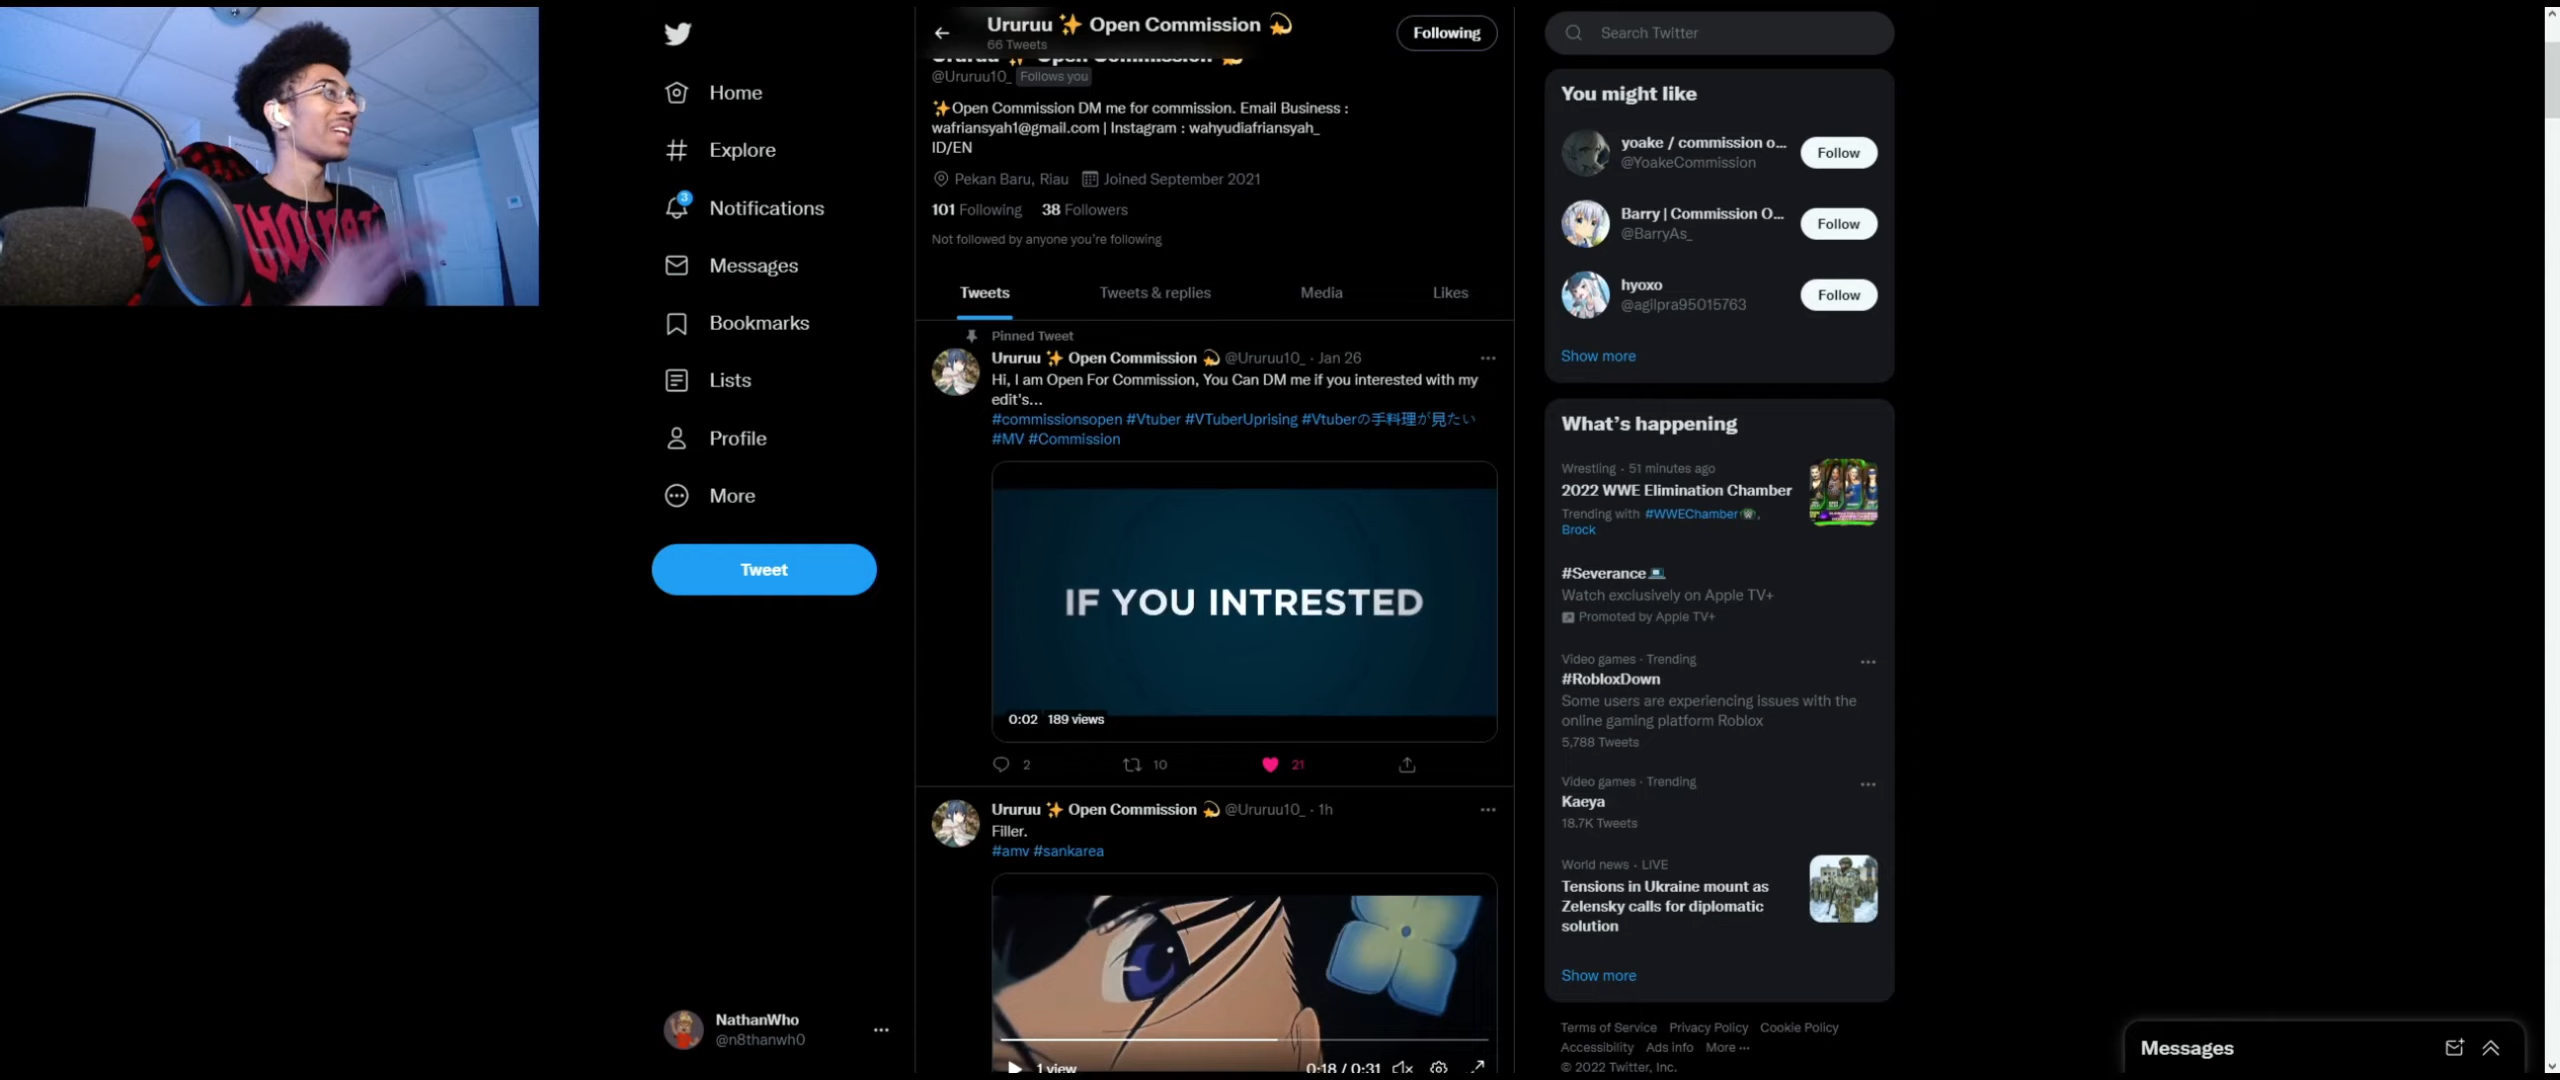 Home
Explore
3
Notifications
Messages
Bookmarks
Lists
Profile
More
Tweet
NathanWho
@n8thanwh0
Ururuu ✨ Open Commission 💫
66 Tweets
Following
Ururuu ✨ Open Commission 💫
@Ururuu10_ Follows you
✨Open Commission DM me for commission. Email Business :
wafriansyah1@gmail.com | Instagram : wahyudiafriansyah_
ID/EN
Pekan Baru, Riau Joined September 2021
101 Following 38 Followers
Not followed by anyone you're following
Tweets Tweets & replies Media Likes
Pinned Tweet
Ururuu ✨ Open Commission 💫 @Ururuu10_ · Jan 26
Hi, I am Open For Commission, You Can DM me if you interested with my
edit's...
#commissionsopen #Vtuber #VTuberUprising #Vtuberの手料理が見たい
#MV #Commission
IF YOU INTRESTED
0:02 189 views
2 10 21
Ururuu ✨ Open Commission 💫 @Ururuu10_ · 1h
Filler.
#amv #sankarea
1 view 0:18 / 0:31
Search Twitter
You might like
yoake / commission o...
@YoakeCommission
Follow
Barry | Commission O...
@BarryAs_
Follow
hyoxo
@agilpra95015763
Follow
Show more
What's happening
Wrestling · 51 minutes ago
2022 WWE Elimination Chamber
Trending with #WWEChamber,
Brock
#Severance💻
Watch exclusively on Apple TV+
Promoted by Apple TV+
Video games · Trending
#RobloxDown
Some users are experiencing issues with the
online gaming platform Roblox
5,788 Tweets
Video games · Trending
Kaeya
18.7K Tweets
World news · LIVE
Tensions in Ukraine mount as
Zelensky calls for diplomatic
solution
Show more
Terms of Service Privacy Policy Cookie Policy
Accessibility Ads info More ···
© 2022 Twitter, Inc.
Messages